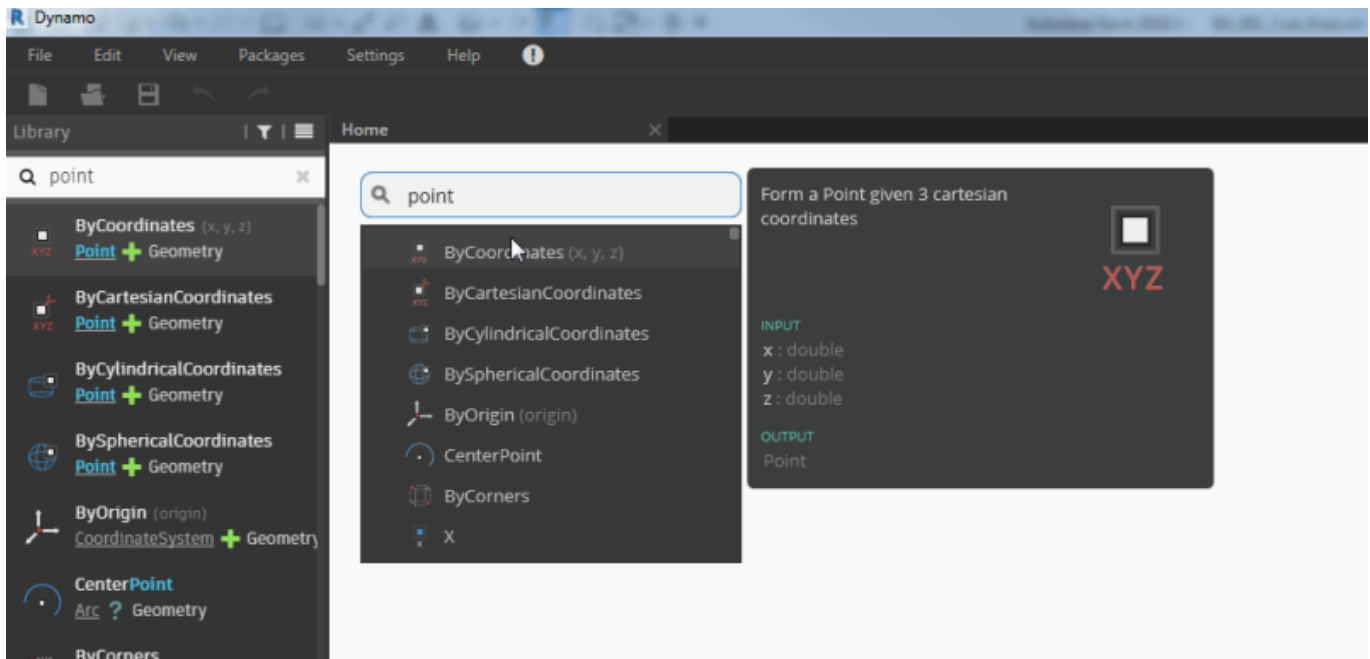 Dynamo
File Edit View Packages Settings Help
Library
Home
point
ByCoordinates (x, y, z)
Point Geometry
ByCartesianCoordinates
Point Geometry
ByCylindricalCoordinates
Point Geometry
BySphericalCoordinates
Point Geometry
ByOrigin (origin)
CoordinateSystem Geometry
CenterPoint
Arc ? Geometry
ByCorners
point
ByCoordinates (x, y, z)
ByCartesianCoordinates
ByCylindricalCoordinates
BySphericalCoordinates
ByOrigin (origin)
CenterPoint
ByCorners
X
Form a Point given 3 cartesian
coordinates
XYZ
INPUT
x : double
y : double
z : double
OUTPUT
Point